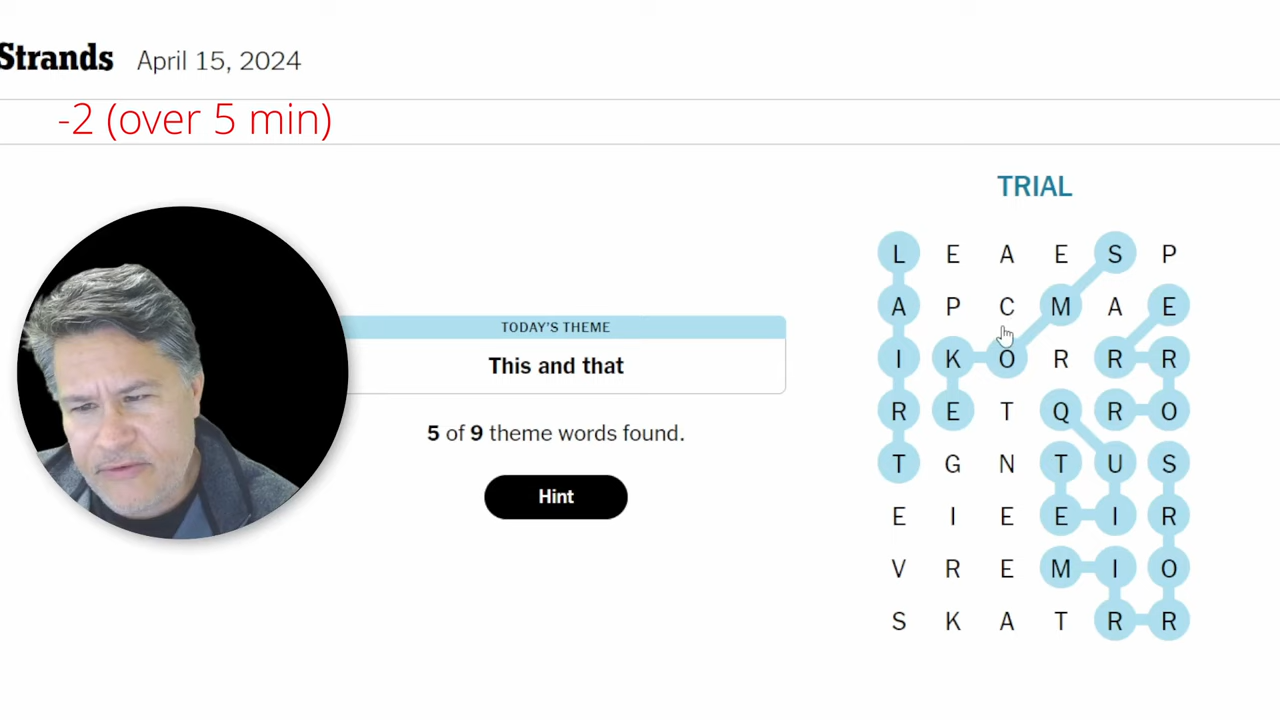 Strands April 15, 2024
-2 (over 5 min)
TRIAL
TODAY'S THEME
This and that
5 of 9 theme words found.
Hint
L E A E S P
A P C M A E
I K O R R R
R E T Q R O
T G N T U S
E I E E I R
V R E M I O
S K A T R R